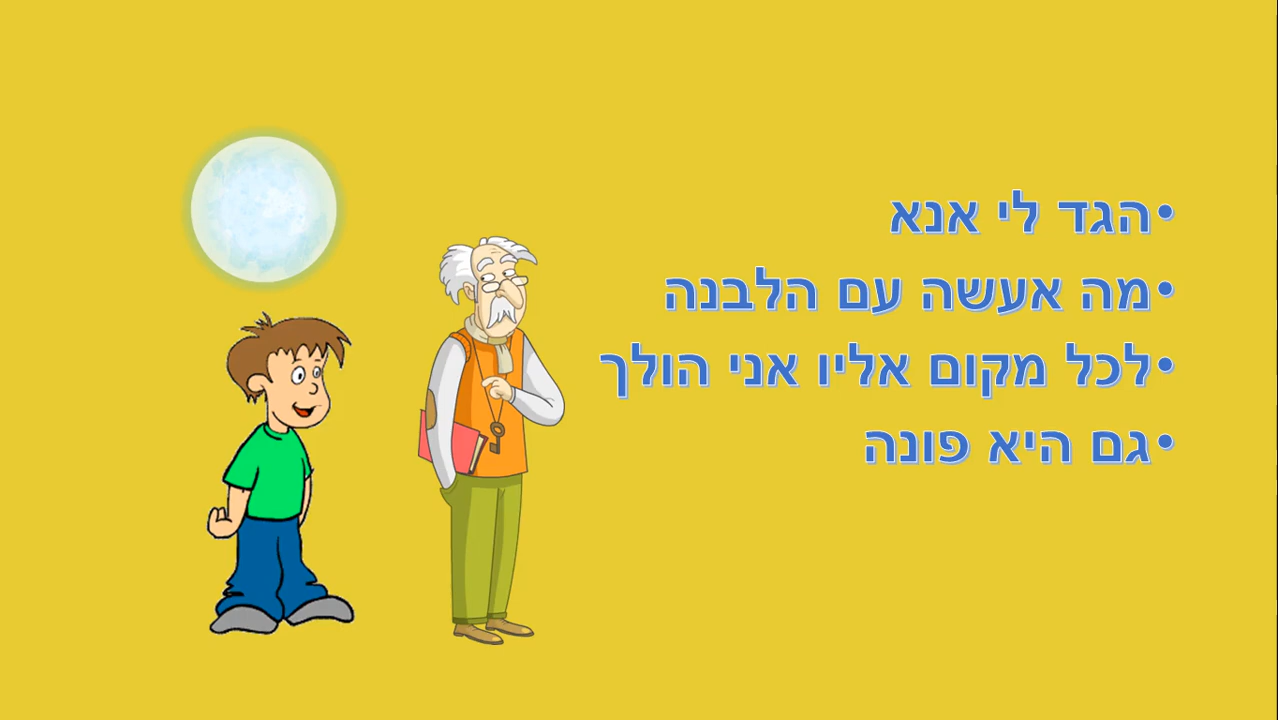 •הגד לי אנא
•מה אעשה עם הלבנה
•לכל מקום אליו אני הולך
•גם היא פונה